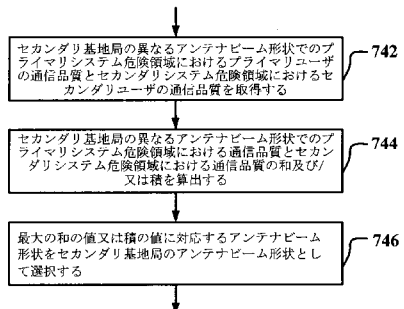 セカンダリ基地局の異なるアンテナビーム形状でのプ
ライマリシステム危険領域におけるプライマリユーザ
の通信品質とセカンダリシステム危険領域におけるセ
カンダリユーザの通信品質を取得する
742
セカンダリ基地局の異なるアンテナビーム形状でのプ
ライマリシステム危険領域における通信品質とセカン
ダリシステム危険領域における通信品質の和及び/
又は積を算出する
744
最大の和の値又は積の値に対応するアンテナビーム
形状をセカンダリ基地局のアンテナビーム形状とし
て選択する
746